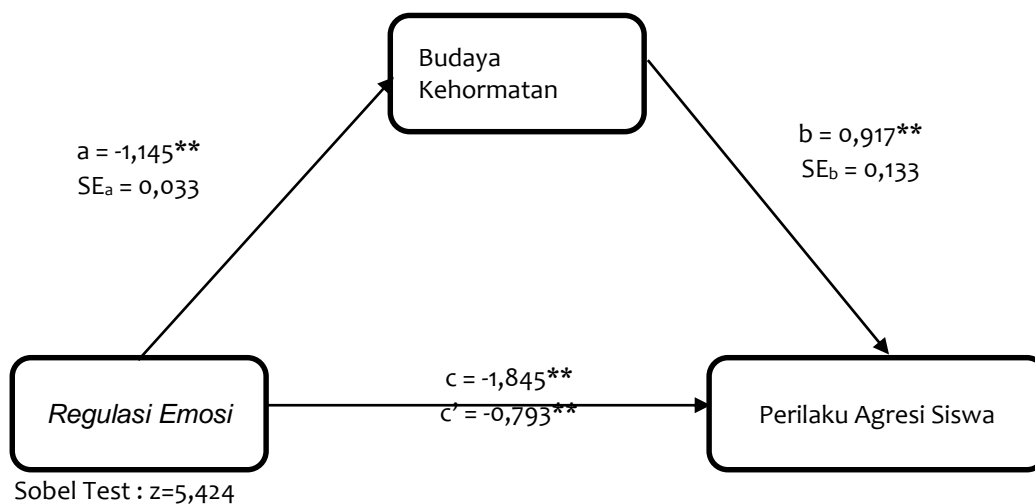 Budaya
Kehormatan
a = -1,145**
SEa = 0,033
b = 0,917**
SEb = 0,133
Regulasi Emosi
c = -1,845**
c’ = -0,793**
Perilaku Agresi Siswa
Sobel Test : z=5,424